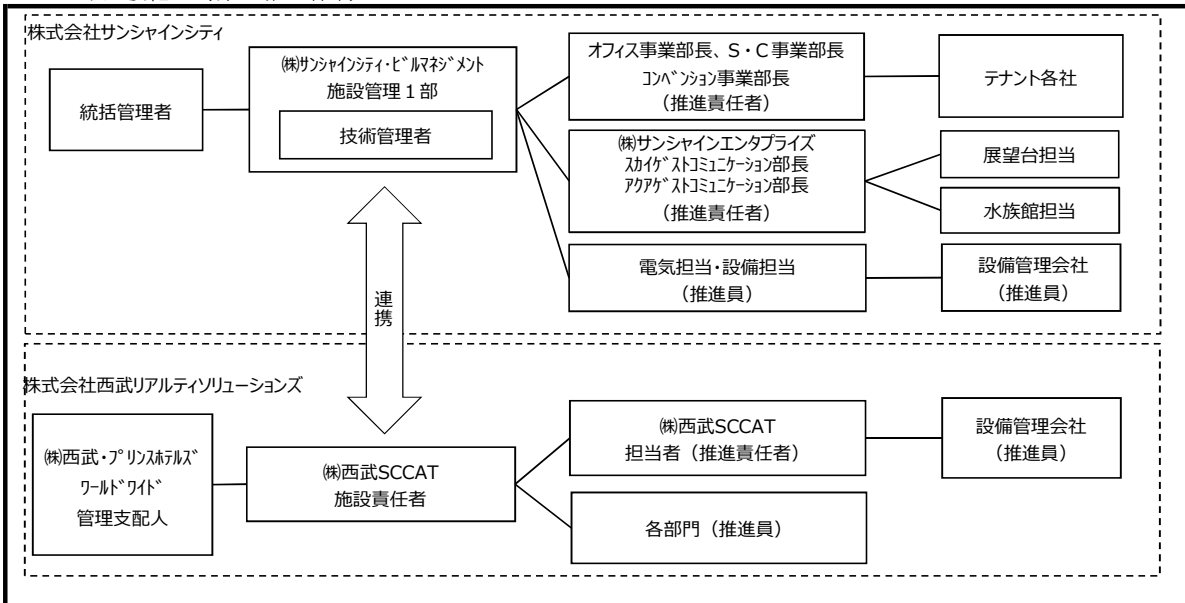 株式会社サンシャインシティ
統括管理者
㈱ｻﾝｼｬｲﾝｼﾃｨ・ﾋﾞﾙﾏﾈｼﾞﾒﾝﾄ
施設管理１部
技術管理者
オフィス事業部長、Ｓ・Ｃ事業部長
ｺﾝﾍﾞﾝｼｮﾝ事業部長
（推進責任者）
テナント各社
㈱サンシャインエンタプライズ
ｽｶｲｹﾞｽﾄｺﾐｭﾆｹｰｼｮﾝ部長
ｱｸｱｹﾞｽﾄｺﾐｭﾆｹｰｼｮﾝ部長
（推進責任者）
展望台担当
水族館担当
電気担当・設備担当
（推進員）
設備管理会社
（推進員）
連携
株式会社西武リアルティソリューションズ
㈱西武・ﾌﾟﾘﾝｽﾎﾃﾙｽﾞ
ﾜｰﾙﾄﾞﾜｲﾄﾞ
管理支配人
㈱西武SCCAT
施設責任者
㈱西武SCCAT
担当者（推進責任者）
設備管理会社
（推進員）
各部門（推進員）